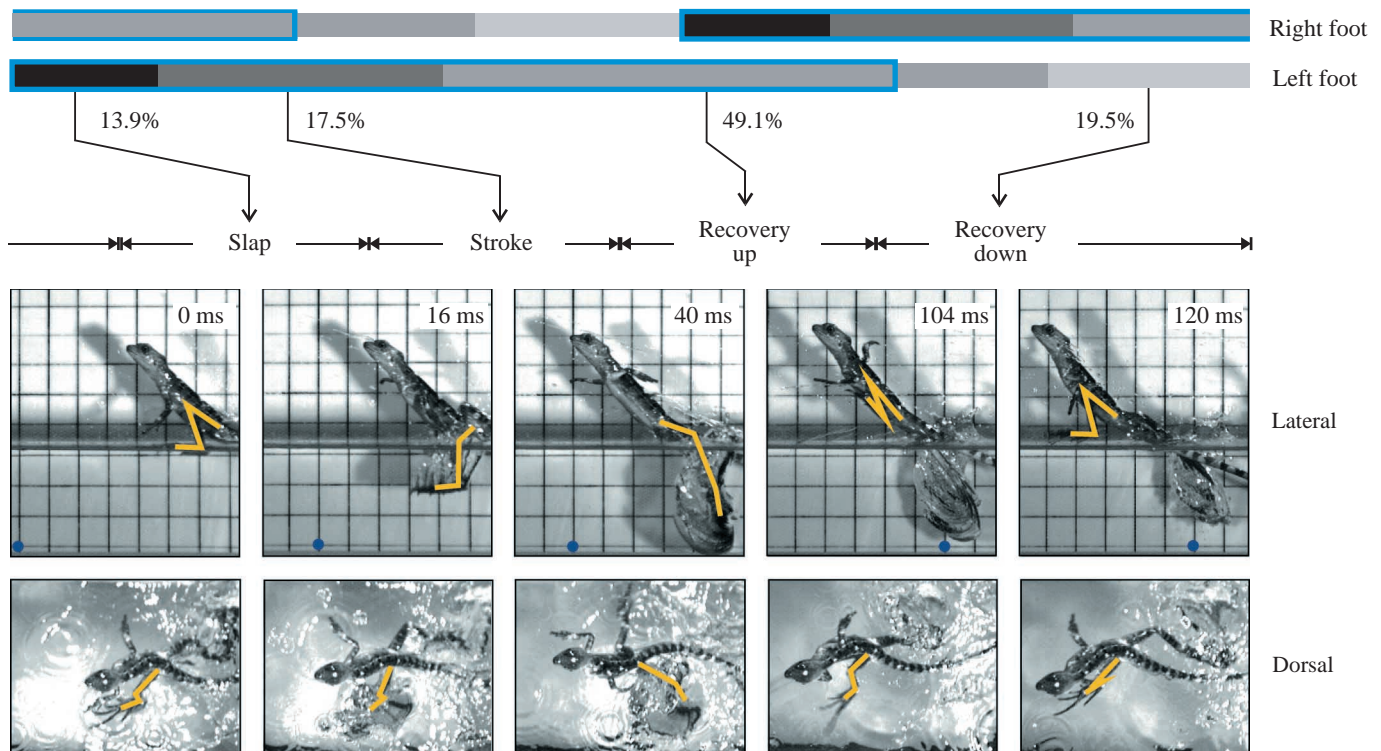 Right foot
Left foot
13.9%
17.5%
49.1%
19.5%
Slap
Stroke
Recovery
up
Recovery
down
0 ms
16 ms
40 ms
104 ms
120 ms
Lateral
Dorsal